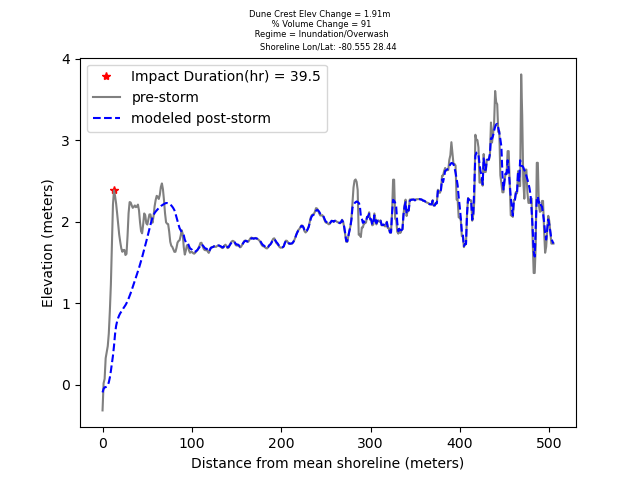 Dune Crest Elev Change = 1.91m
% Volume Change = 91
Regime = Inundation/Overwash
Shoreline Lon/Lat: -80.555 28.44
Impact Duration(hr) = 39.5
pre-storm
modeled post-storm
Elevation (meters)
4
3
2
1
0
0 100 200 300 400 500
Distance from mean shoreline (meters)